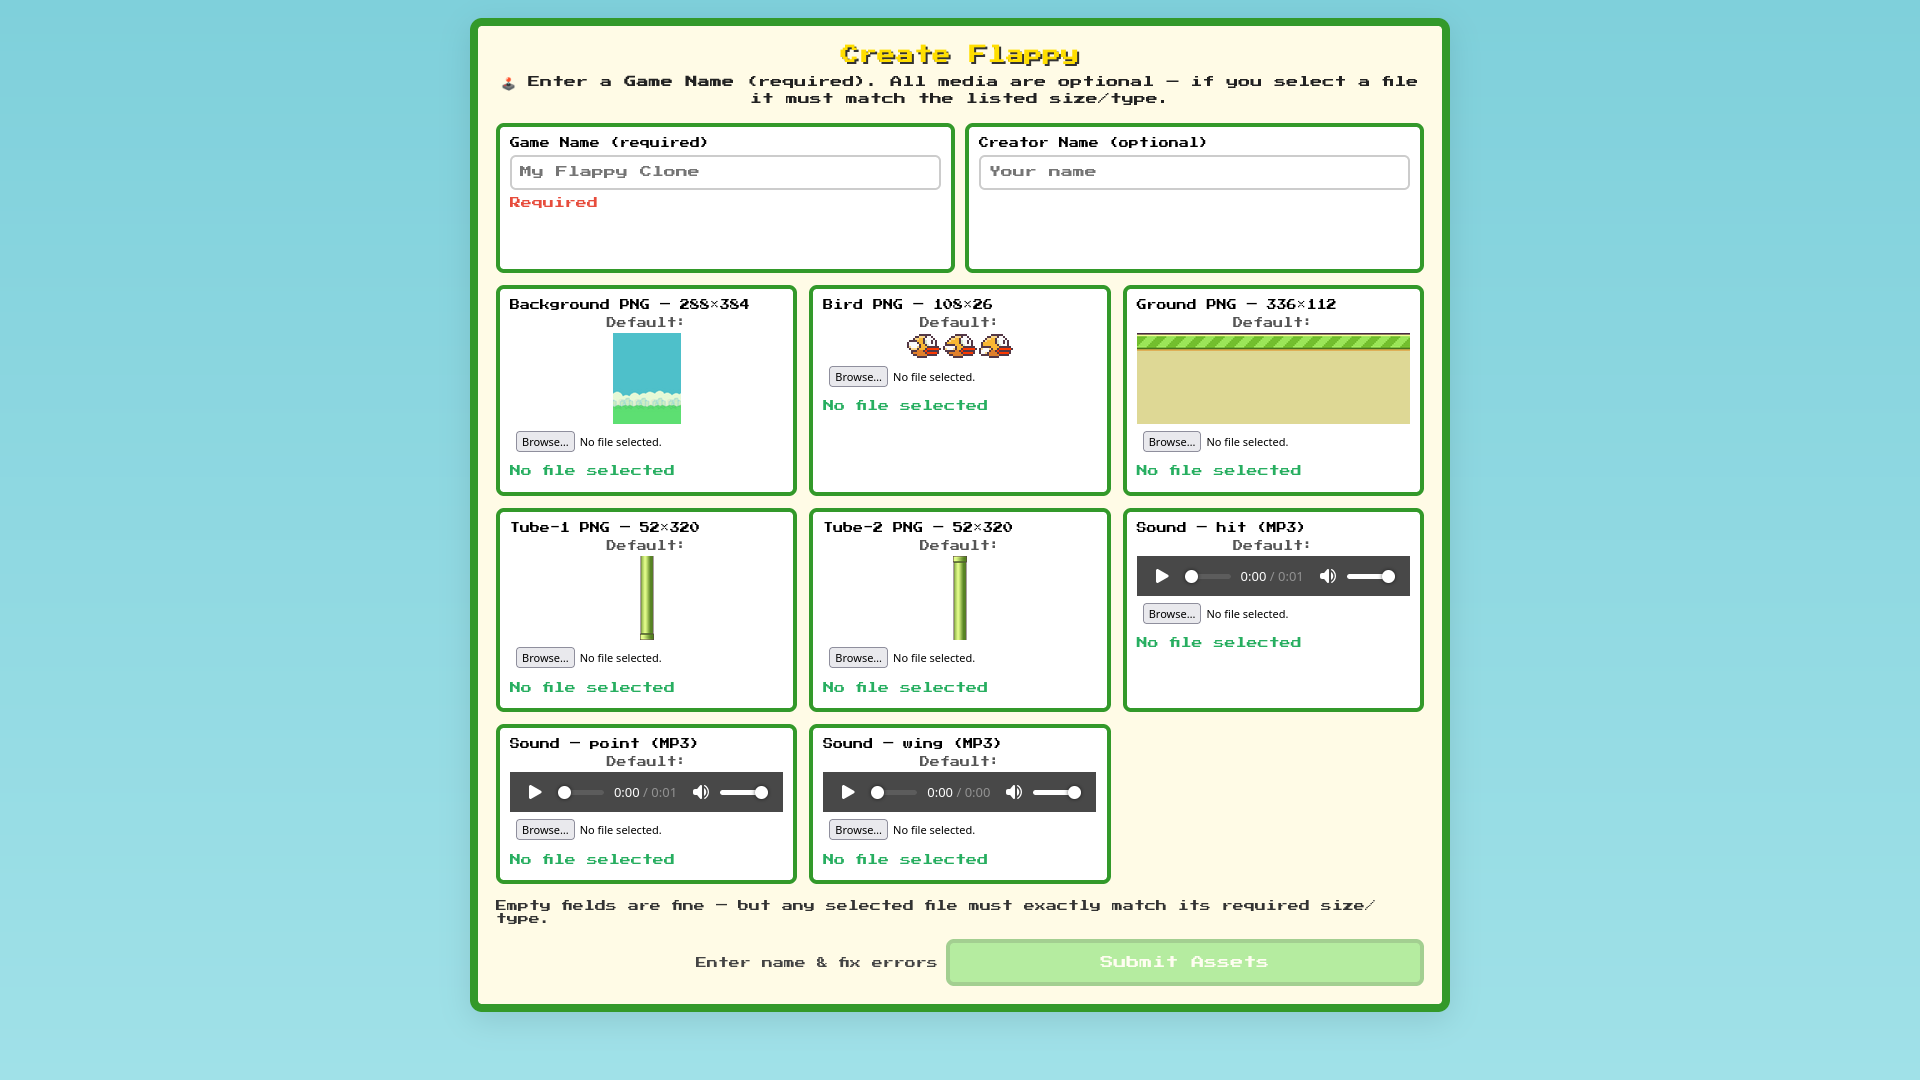 Create Flappy
🕹️ Enter a Game Name (required). All media are optional — if you select a file
it must match the listed size/type.
Game Name (required)
My Flappy Clone
Required
Creator Name (optional)
Your name
Background PNG — 288×384
Default:
Browse... No file selected.
No file selected
Bird PNG — 108×26
Default:
Browse... No file selected.
No file selected
Ground PNG — 336×112
Default:
Browse... No file selected.
No file selected
Tube-1 PNG — 52×320
Default:
Browse... No file selected.
No file selected
Tube-2 PNG — 52×320
Default:
Browse... No file selected.
No file selected
Sound — hit (MP3)
Default:
0:00 / 0:01
Browse... No file selected.
No file selected
Sound — point (MP3)
Default:
0:00 / 0:01
Browse... No file selected.
No file selected
Sound — wing (MP3)
Default:
0:00 / 0:00
Browse... No file selected.
No file selected
Empty fields are fine — but any selected file must exactly match its required size/
type.
Enter name & fix errors
Submit Assets